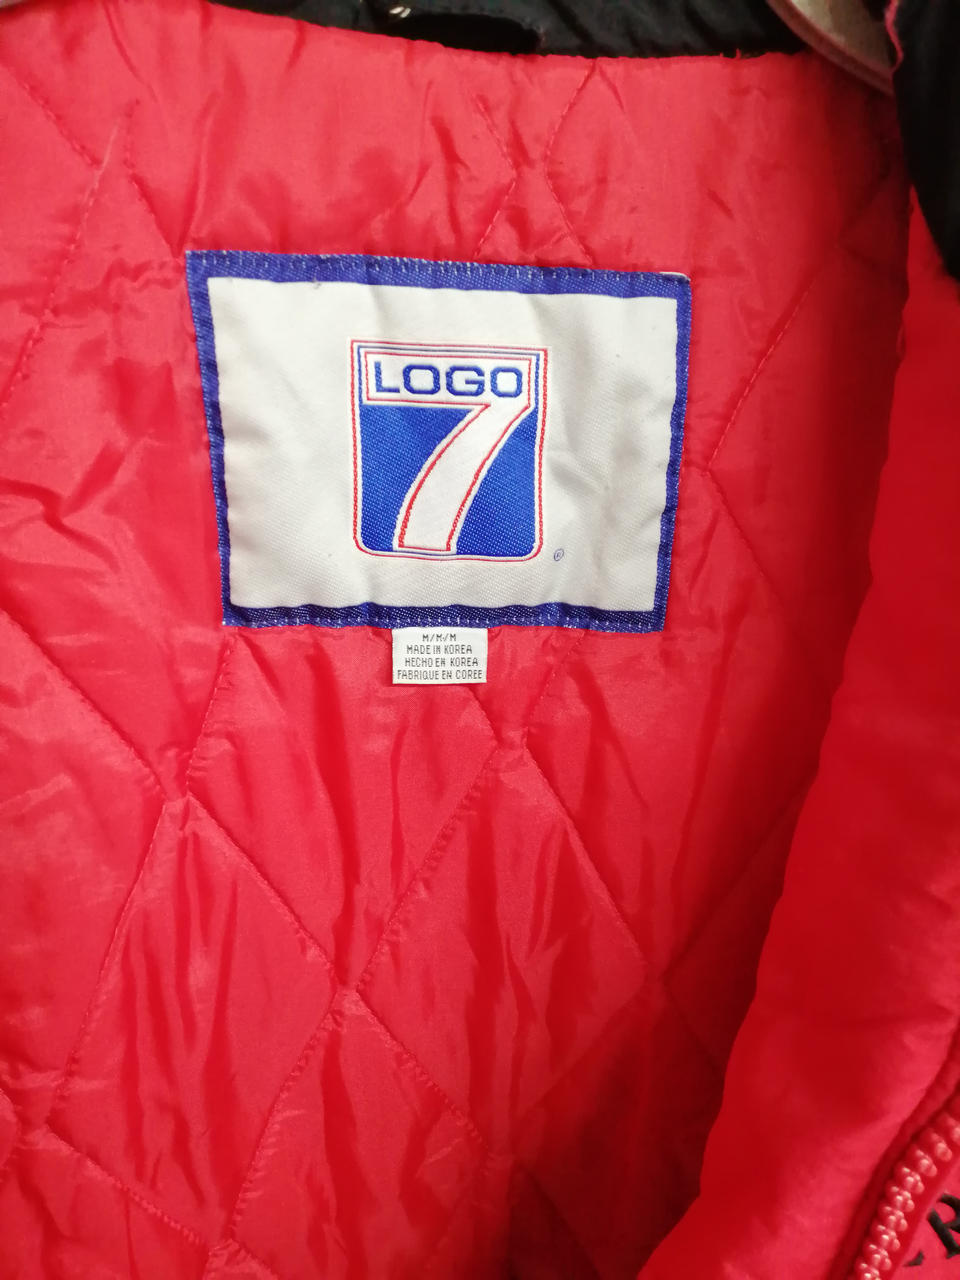 LOGO
7
®
M/M/M
MADE IN KOREA
HECHO EN KOREA
FABRIQUE EN COREE
R